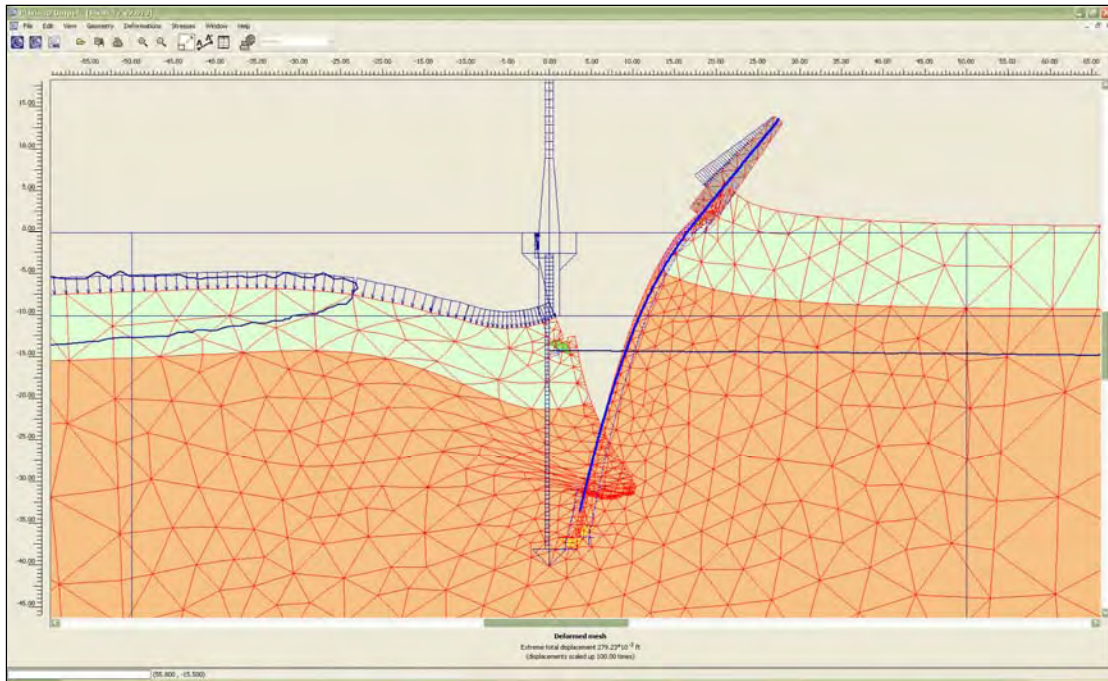 File Edit View Geometry Deformations Stresses Window Help
-55.00 -50.00 -45.00 -40.00 -35.00 -30.00 -25.00 -20.00 -15.00 -10.00 -5.00 0.00 5.00 10.00 15.00 20.00 25.00 30.00 35.00 40.00 45.00 50.00 55.00 60.00 65.00
15.00
10.00
5.00
0.00
-5.00
-10.00
-15.00
-20.00
-25.00
-30.00
-35.00
-40.00
-45.00
Deformed mesh
Extreme total displacement 279.23*10⁻³ ft
(displacements scaled up 100.00 times)
(55.800 , -15.500)